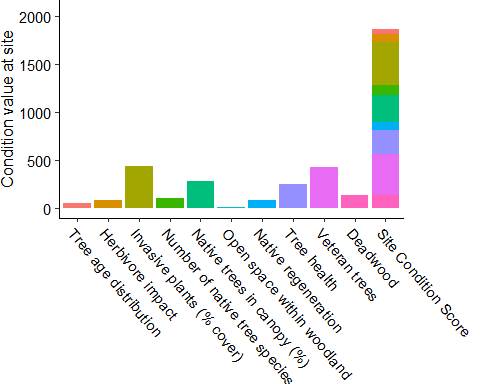 Condition value at site
2000
1500
1000
500
0
Tree age distribution
Herbivore impact
Invasive plants (% cover)
Number of native tree species
Native trees in canopy (%)
Open space within woodland
Native regeneration
Tree health
Veteran trees
Deadwood
Site Condition Score